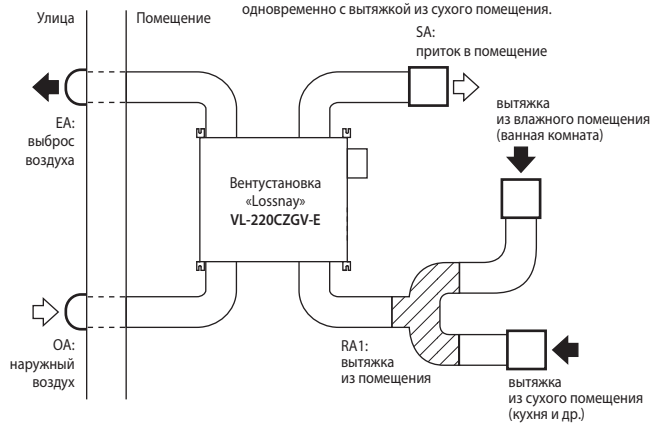 одновременно с вытяжкой из сухого помещения.
Улица
Помещение
SA:
приток в помещение
EA:
выброс
воздуха
вытяжка
из влажного помещения
(ванная комната)
Вентустановка
«Lossnay»
VL-220CZGV-E
OA:
наружный
воздух
RA1:
вытяжка
из помещения
вытяжка
из сухого помещения
(кухня и др.)